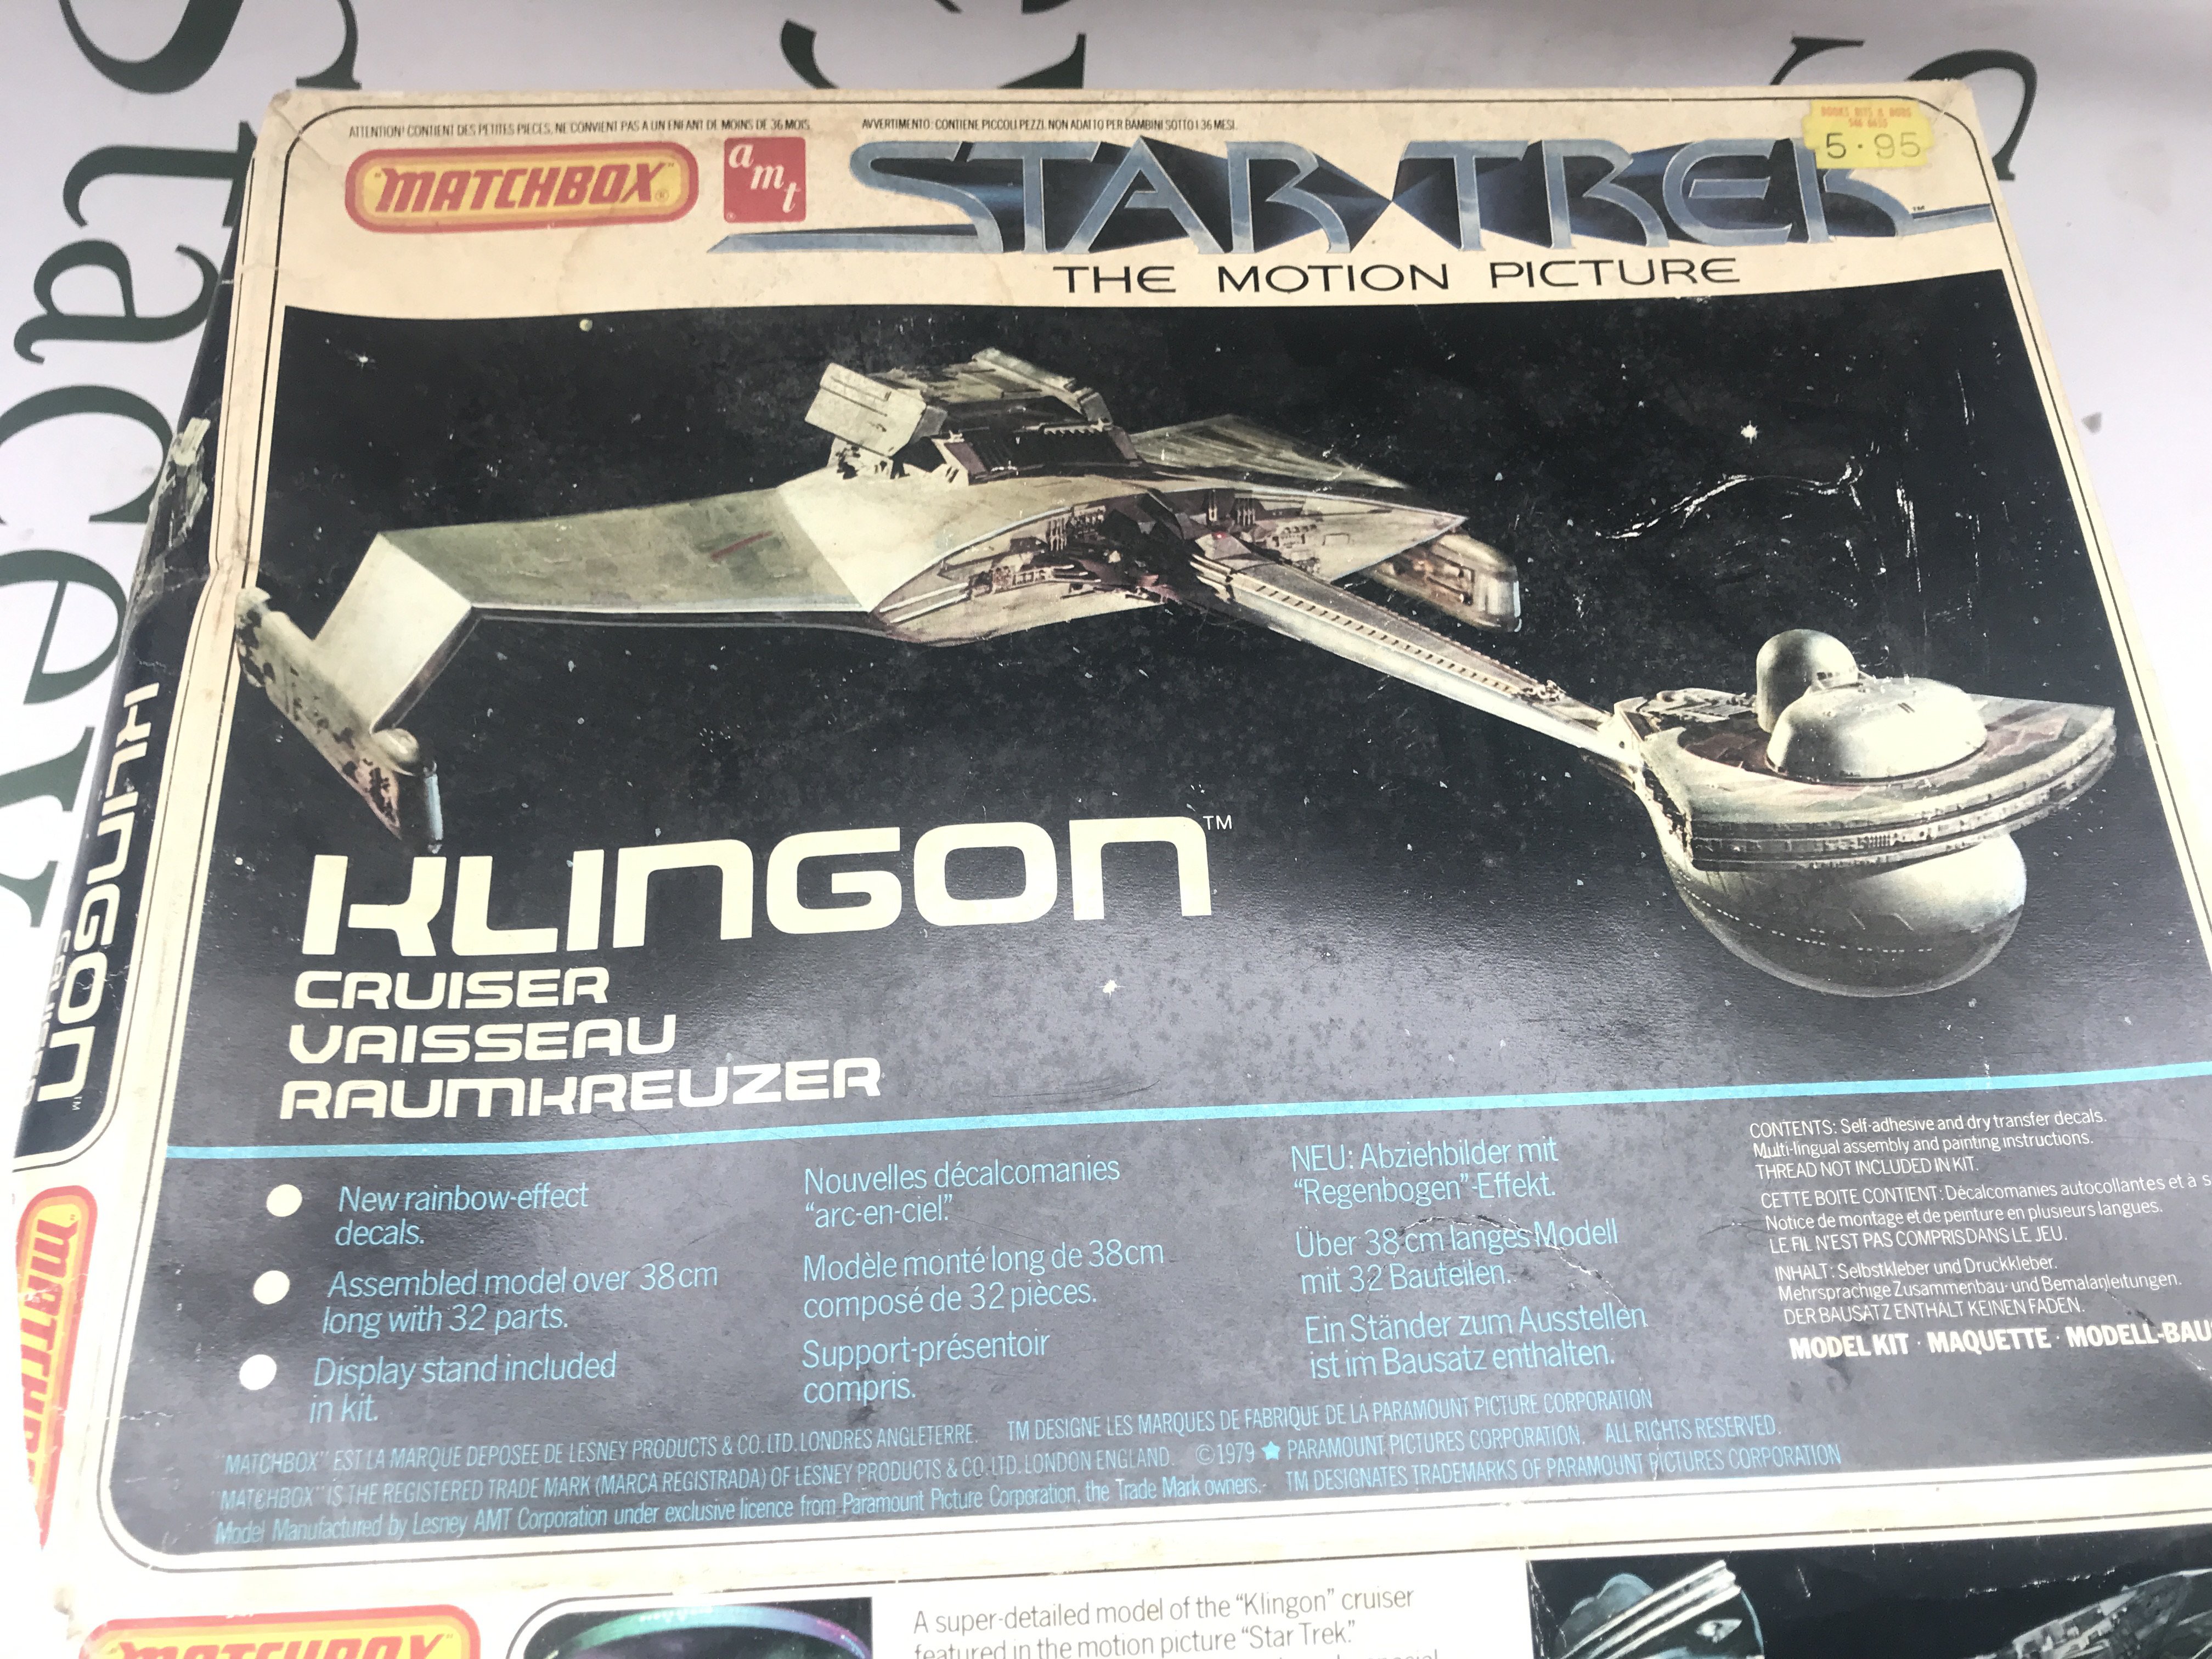 Stacey
ATTENTION! CONTIENT DES PETITES PIECES, NE CONVIENT PAS A UN ENFANT DE MOINS DE 36 MOIS.
AVVERTIMENTO: CONTIENE PICCOLI PEZZI. NON ADATTO PER BAMBINI SOTTO I 36 MESI.
"MATCHBOX"®
amt
STAR TREK™
THE MOTION PICTURE
BOOKS BITS & BOBS
5.95
KLINGON™
CRUISER
VAISSEAU
RAUMKREUZER
New rainbow-effect
decals.
Assembled model over 38cm
long with 32 parts.
Display stand included
in kit.
Nouvelles décalcomanies
"arc-en-ciel."
Modèle monté long de 38cm
composé de 32 pièces.
Support-présentoir
compris.
NEU: Abziehbilder mit
"Regenbogen"-Effekt.
Über 38 cm langes Modell
mit 32 Bauteilen.
Ein Ständer zum Ausstellen
ist im Bausatz enthalten.
CONTENTS: Self-adhesive and dry transfer decals.
Multi-lingual assembly and painting instructions.
THREAD NOT INCLUDED IN KIT.
CETTE BOITE CONTIENT: Décalcomanies autocollantes et à s
Notice de montage et de peinture en plusieurs langues.
LE FIL N'EST PAS COMPRIS DANS LE JEU.
INHALT: Selbstkleber und Druckkleber.
Mehrsprachige Zusammenbau- und Bemalanleitungen.
DER BAUSATZ ENTHALT KEINEN FADEN.
MODEL KIT · MAQUETTE · MODELL-BAUS
"MATCHBOX" EST LA MARQUE DEPOSEE DE LESNEY PRODUCTS & CO. LTD. LONDRES ANGLETERRE. TM DESIGNE LES MARQUES DE FABRIQUE DE LA PARAMOUNT PICTURE CORPORATION
"MATCHBOX" IS THE REGISTERED TRADE MARK (MARCA REGISTRADA) OF LESNEY PRODUCTS & CO. LTD. LONDON ENGLAND. ©1979 ★ PARAMOUNT PICTURES CORPORATION. ALL RIGHTS RESERVED.
Model Manufactured by Lesney AMT Corporation under exclusive licence from Paramount Picture Corporation, the Trade Mark owners.- TM DESIGNATES TRADEMARKS OF PARAMOUNT PICTURES CORPORATION
KLINGON™
CRUISER
"MATCHBOX"
"MATCHBOX"
A super-detailed model of the "Klingon" cruiser
featured in the motion picture "Star Trek."